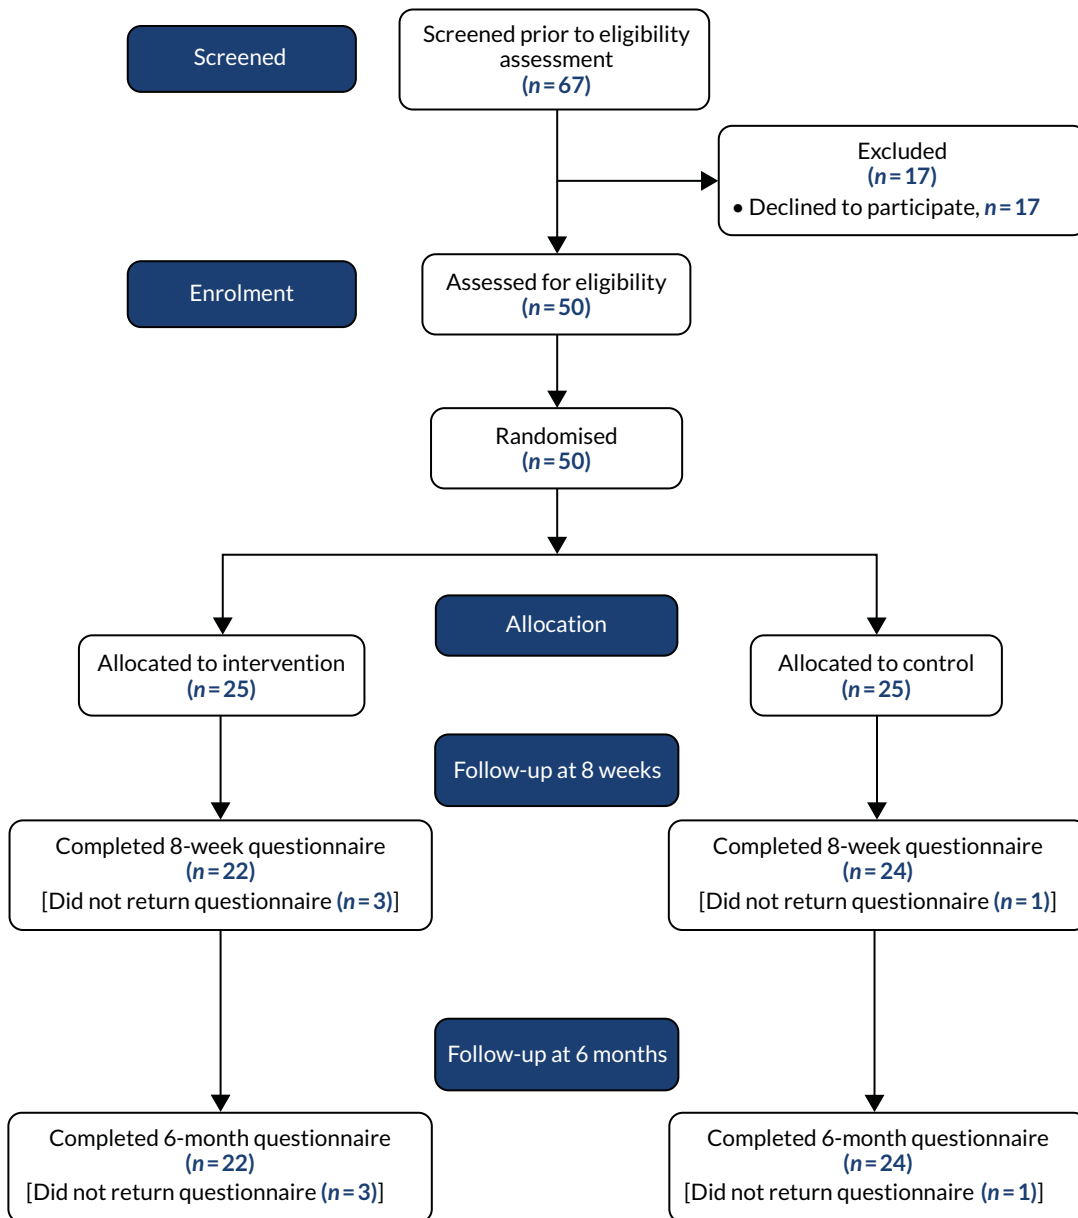 Screened
Screened prior to eligibility
assessment
(n=67)
Excluded
(n=17)
• Declined to participate, n=17
Enrolment
Assessed for eligibility
(n=50)
Randomised
(n=50)
Allocation
Allocated to intervention
(n=25)
Allocated to control
(n=25)
Follow-up at 8 weeks
Completed 8-week questionnaire
(n=22)
[Did not return questionnaire (n=3)]
Completed 8-week questionnaire
(n=24)
[Did not return questionnaire (n=1)]
Follow-up at 6 months
Completed 6-month questionnaire
(n=22)
[Did not return questionnaire (n=3)]
Completed 6-month questionnaire
(n=24)
[Did not return questionnaire (n=1)]